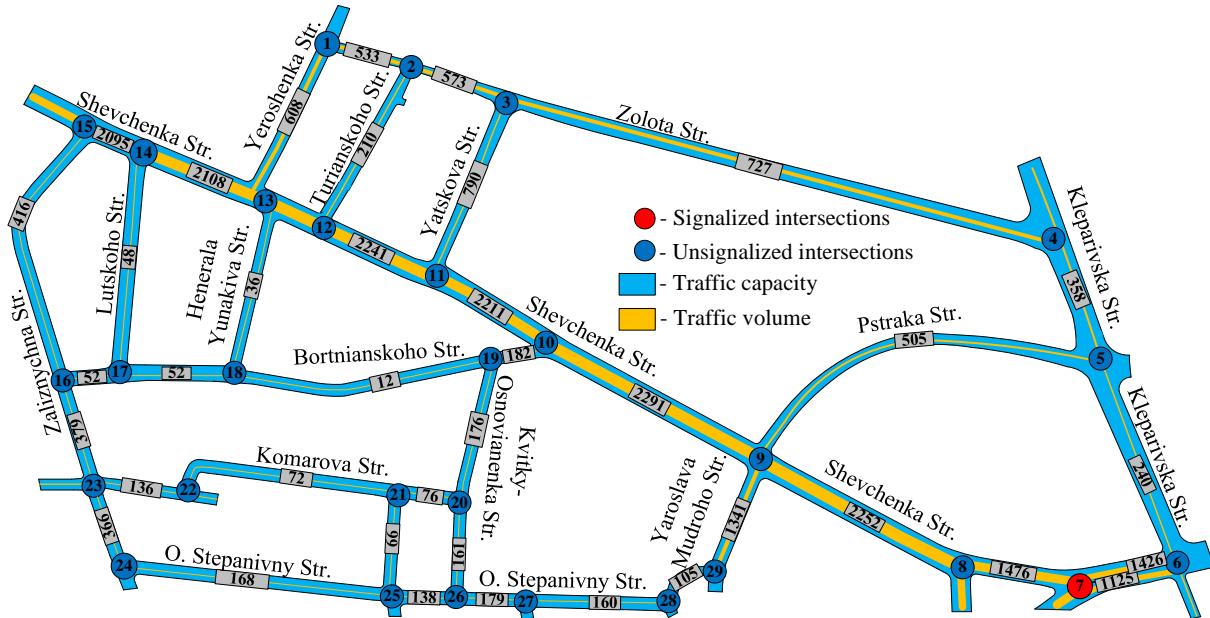 1
533
2
573
3
Yeroshenka Str.
608
Turianskoho Str.
210
Yatskova Str.
790
Zolota Str.
727
Shevchenka Str.
15
2095
14
2108
13
12
2241
11
2211
10
Shevchenka Str.
2291
9
Shevchenka Str.
2252
8
1476
7
1125
1426
6
4
Kleparivska Str.
358
5
Kleparivska Str.
240
Pstraka Str.
505
- Signalized intersections
- Unsignalized intersections
- Traffic capacity
- Traffic volume
416
Zaliznychna Str.
Lutskoho Str.
48
Henerala
Yunakiva Str.
36
16
52
17
52
18
Bortnianskoho Str.
12
19
182
Kvitky-
Osnovianenka Str.
176
379
23
136
22
Komarova Str.
72
21
76
20
366
24
O. Stepanivny Str.
168
66
161
25
138
26
179
27
O. Stepanivny Str.
160
28
105
29
Yaroslava
Mudroho Str.
1341